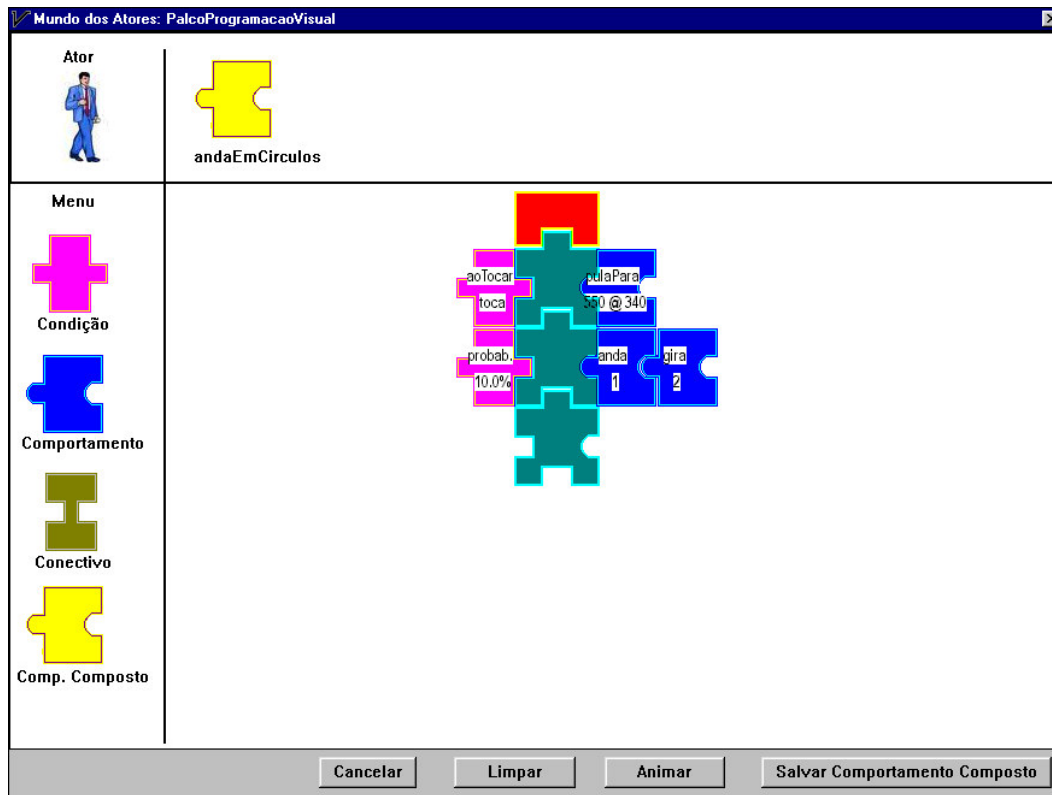 Mundo dos Atores: PalcoProgramacaoVisual
Ator
andaEmCirculos
Menu
Condição
Comportamento
Conectivo
Comp. Composto
aoTocar
toca
pulaPara
550 @ 340
probab.
10.0%
anda
1
gira
2
Cancelar
Limpar
Animar
Salvar Comportamento Composto